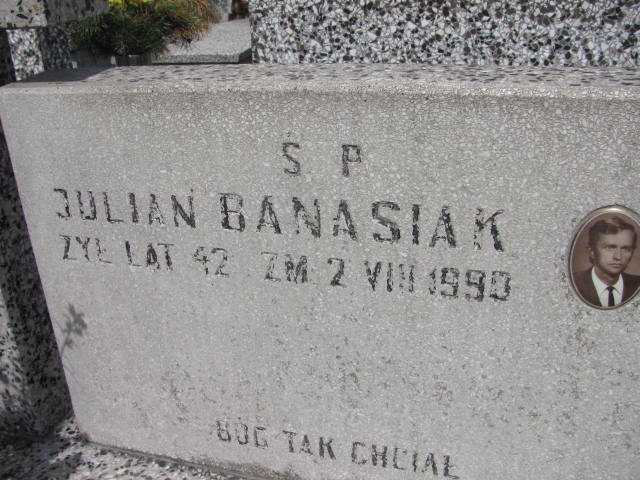 Ś P
JULIAN BANASIAK
ŻYŁ LAT 42 ZM 2 VIII 1990
BÓG TAK CHCIAŁ